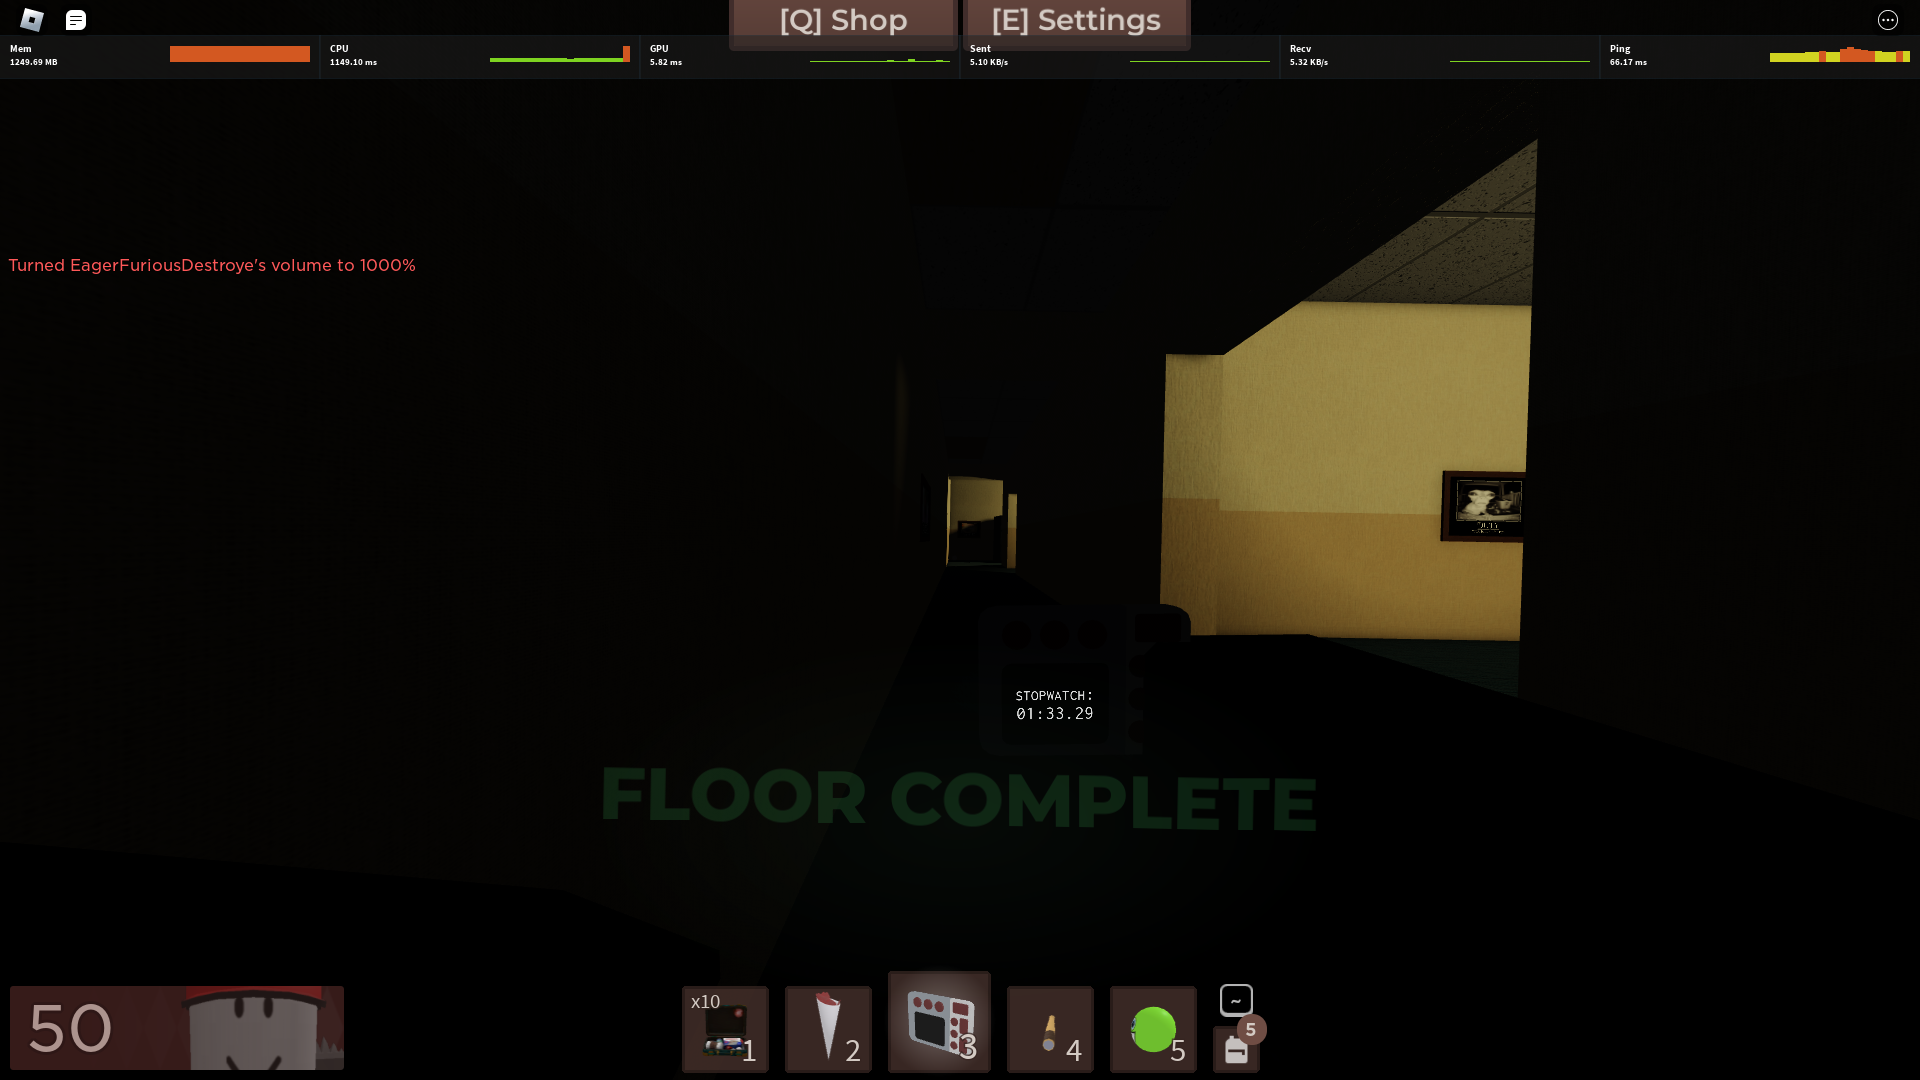 [Q] Shop
[E] Settings
Mem
1249.69 MB
CPU
1149.10 ms
GPU
5.82 ms
Sent
5.10 KB/s
Recv
5.32 KB/s
Ping
66.17 ms
Turned EagerFuriousDestroye's volume to 1000%
STOPWATCH:
01:33.29
FLOOR COMPLETE
50
x10
1
2
3
4
5
~
5